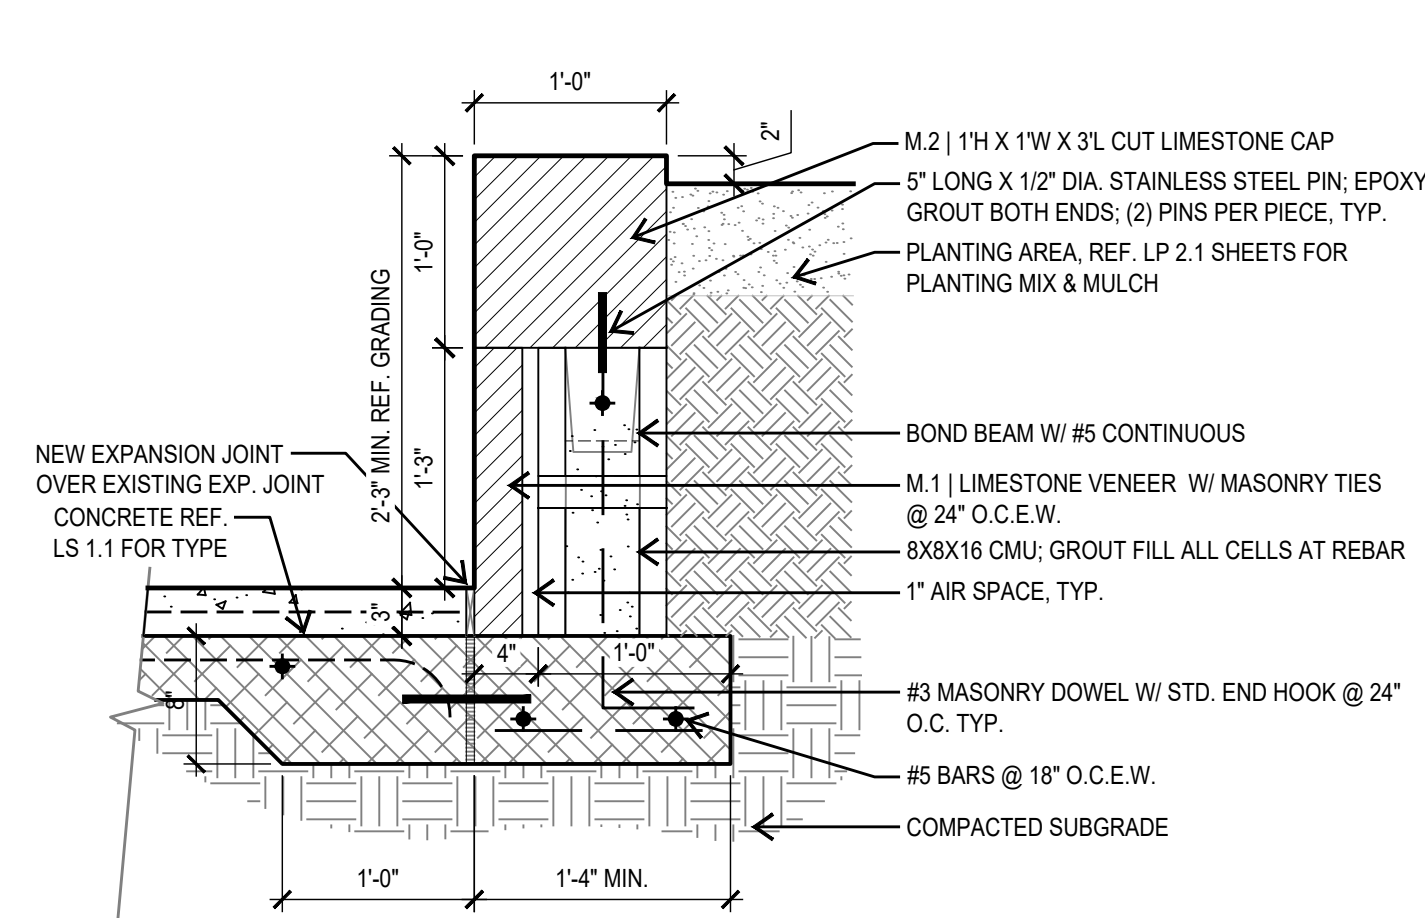 1'-0"
2"
M.2 | 1'H X 1'W X 3'L CUT LIMESTONE CAP
5" LONG X 1/2" DIA. STAINLESS STEEL PIN; EPOXY
GROUT BOTH ENDS; (2) PINS PER PIECE, TYP.
PLANTING AREA, REF. LP 2.1 SHEETS FOR
PLANTING MIX & MULCH
1'-0"
2'-3" MIN. REF. GRADING
1'-3"
BOND BEAM W/ #5 CONTINUOUS
NEW EXPANSION JOINT
OVER EXISTING EXP. JOINT
CONCRETE REF.
LS 1.1 FOR TYPE
M.1 | LIMESTONE VENEER W/ MASONRY TIES
@ 24" O.C.E.W.
8X8X16 CMU; GROUT FILL ALL CELLS AT REBAR
1" AIR SPACE, TYP.
3"
4"
1'-0"
8"
#3 MASONRY DOWEL W/ STD. END HOOK @ 24"
O.C. TYP.
#5 BARS @ 18" O.C.E.W.
COMPACTED SUBGRADE
1'-0"
1'-4" MIN.